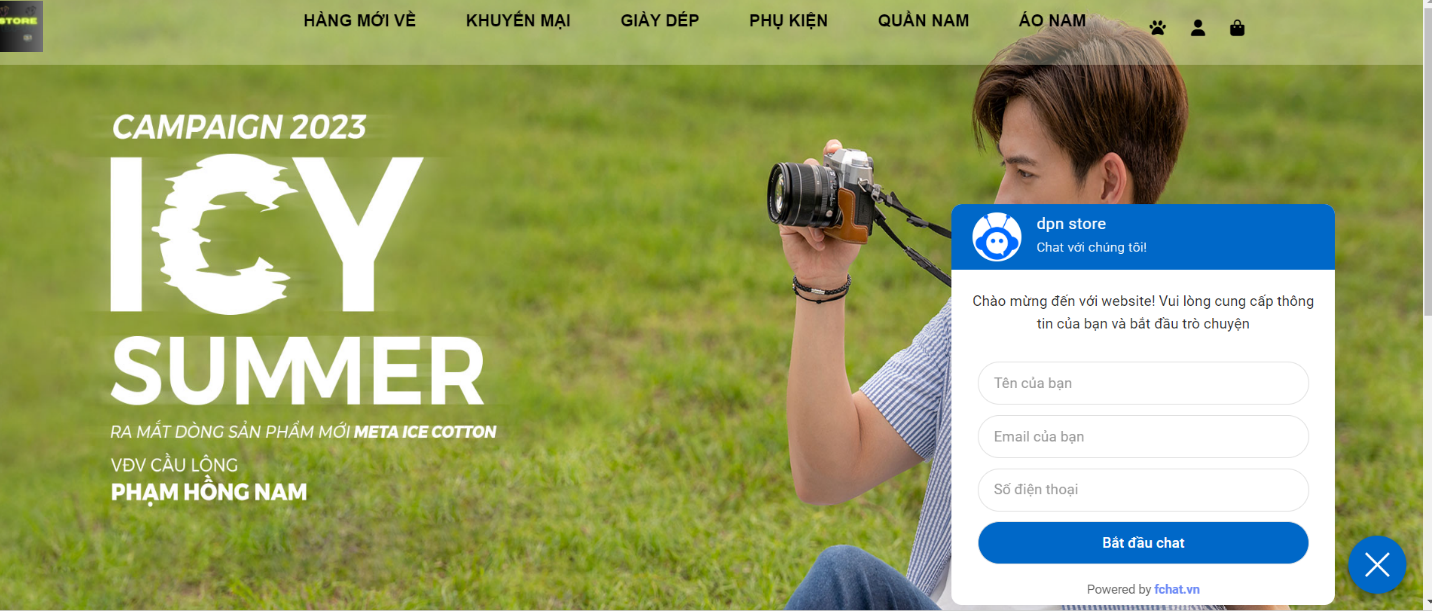 STORE
HÀNG MỚI VỀ
KHUYẾN MẠI
GIÀY DÉP
PHỤ KIỆN
QUẦN NAM
ÁO NAM
CAMPAIGN 2023
ICY
SUMMER
RA MẮT DÒNG SẢN PHẨM MỚI META ICE COTTON
VĐV CẦU LÔNG
PHẠM HỒNG NAM
dpn store
Chat với chúng tôi!
Chào mừng đến với website! Vui lòng cung cấp thông
tin của bạn và bắt đầu trò chuyện
Tên của bạn
Email của bạn
Số điện thoại
Bắt đầu chat
Powered by fchat.vn